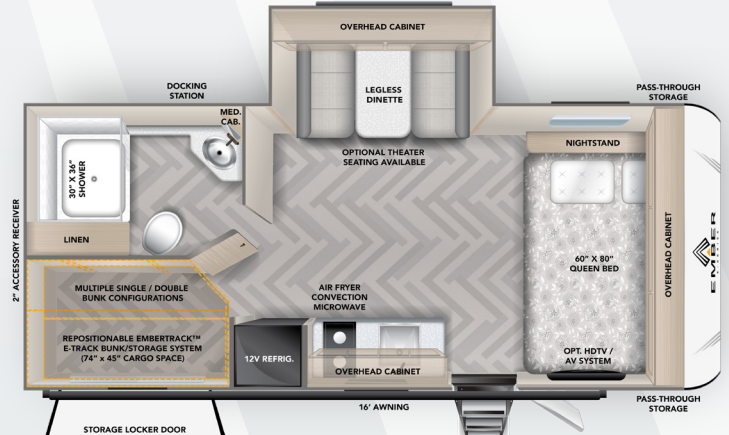 OVERHEAD CABINET
DOCKING
STATION
MED.
CAB.
LEGLESS
DINETTE
PASS-THROUGH
STORAGE
OPTIONAL THEATER
SEATING AVAILABLE
NIGHTSTAND
30" X 36"
SHOWER
2" ACCESSORY RECEIVER
LINEN
60" X 80"
QUEEN BED
OVERHEAD CABINET
EMBER
MULTIPLE SINGLE / DOUBLE
BUNK CONFIGURATIONS
AIR FRYER
CONVECTION
MICROWAVE
REPOSITIONABLE EMBERTRACK™
E-TRACK BUNK/STORAGE SYSTEM
(74" x 45" CARGO SPACE)
12V REFRIG.
OVERHEAD CABINET
OPT. HDTV /
AV SYSTEM
16' AWNING
PASS-THROUGH
STORAGE
STORAGE LOCKER DOOR